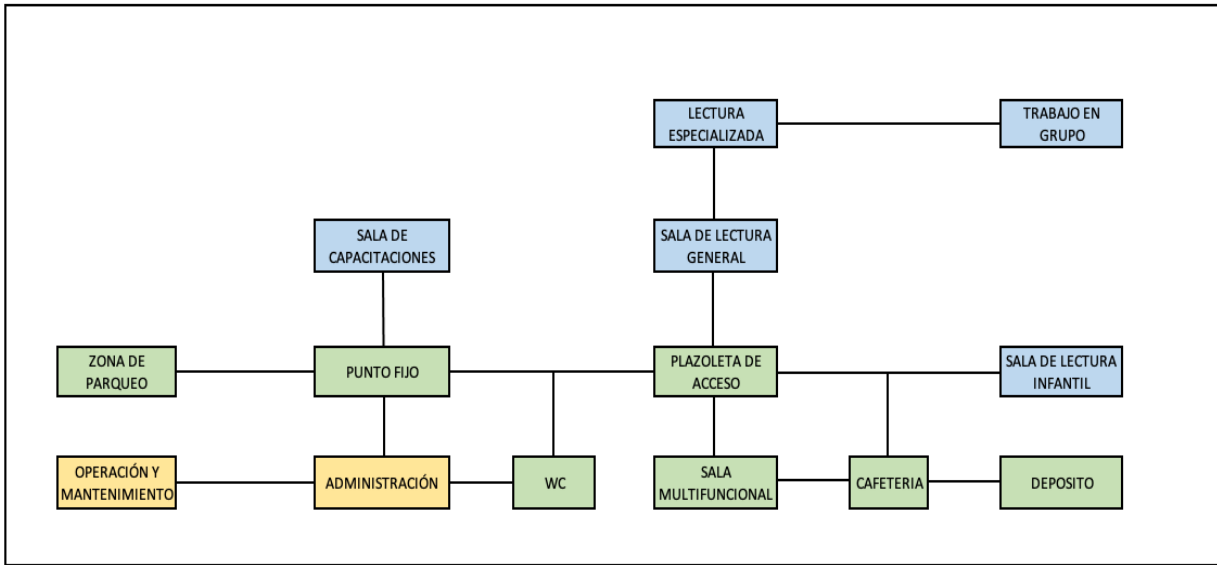 LECTURA
ESPECIALIZADA
TRABAJO EN
GRUPO
SALA DE
CAPACITACIONES
SALA DE LECTURA
GENERAL
ZONA DE
PARQUEO
PUNTO FIJO
PLAZOLETA DE
ACCESO
SALA DE LECTURA
INFANTIL
OPERACIÓN Y
MANTENIMIENTO
ADMINISTRACIÓN
WC
SALA
MULTIFUNCIONAL
CAFETERIA
DEPOSITO